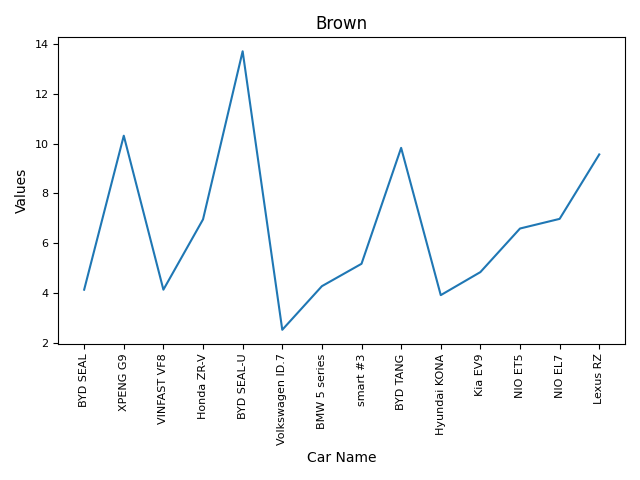 Brown
Values
14
12
10
8
6
4
2
BYD SEAL
XPENG G9
VINFAST VF8
Honda ZR-V
BYD SEAL-U
Volkswagen ID.7
BMW 5 series
smart #3
BYD TANG
Hyundai KONA
Kia EV9
NIO ET5
NIO EL7
Lexus RZ
Car Name